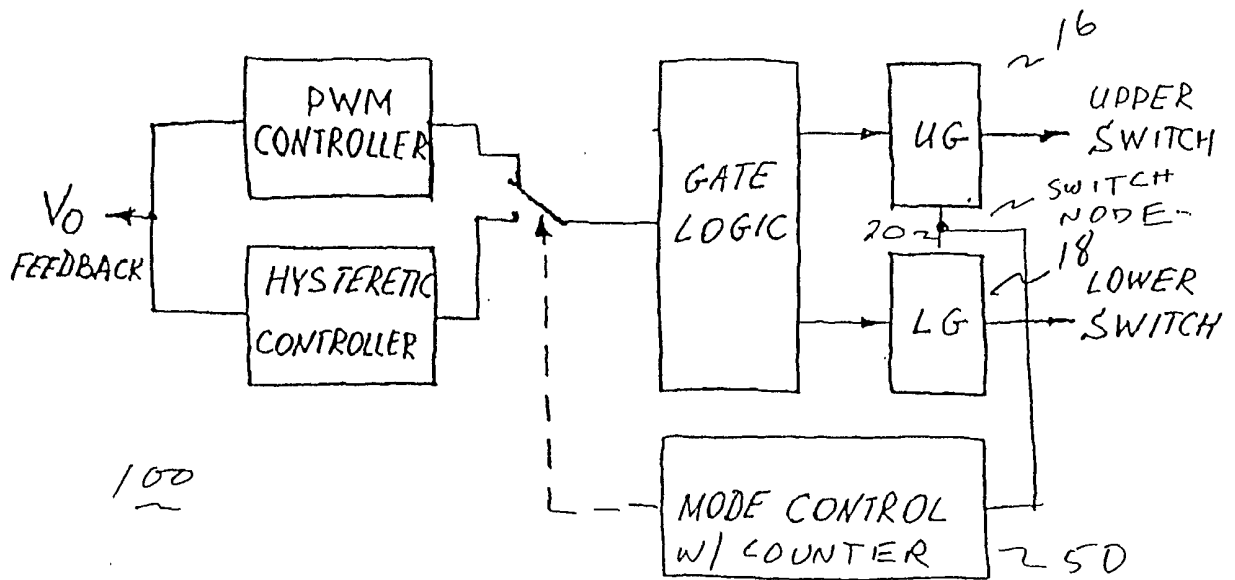 16
PWM
CONTROLLER
UPPER
SWITCH
UG
GATE
LOGIC
SWITCH
NODE
20
VO
FEEDBACK
18
HYSTERETIC
CONTROLLER
LG
LOWER
SWITCH
100
MODE CONTROL
W/ COUNTER
50